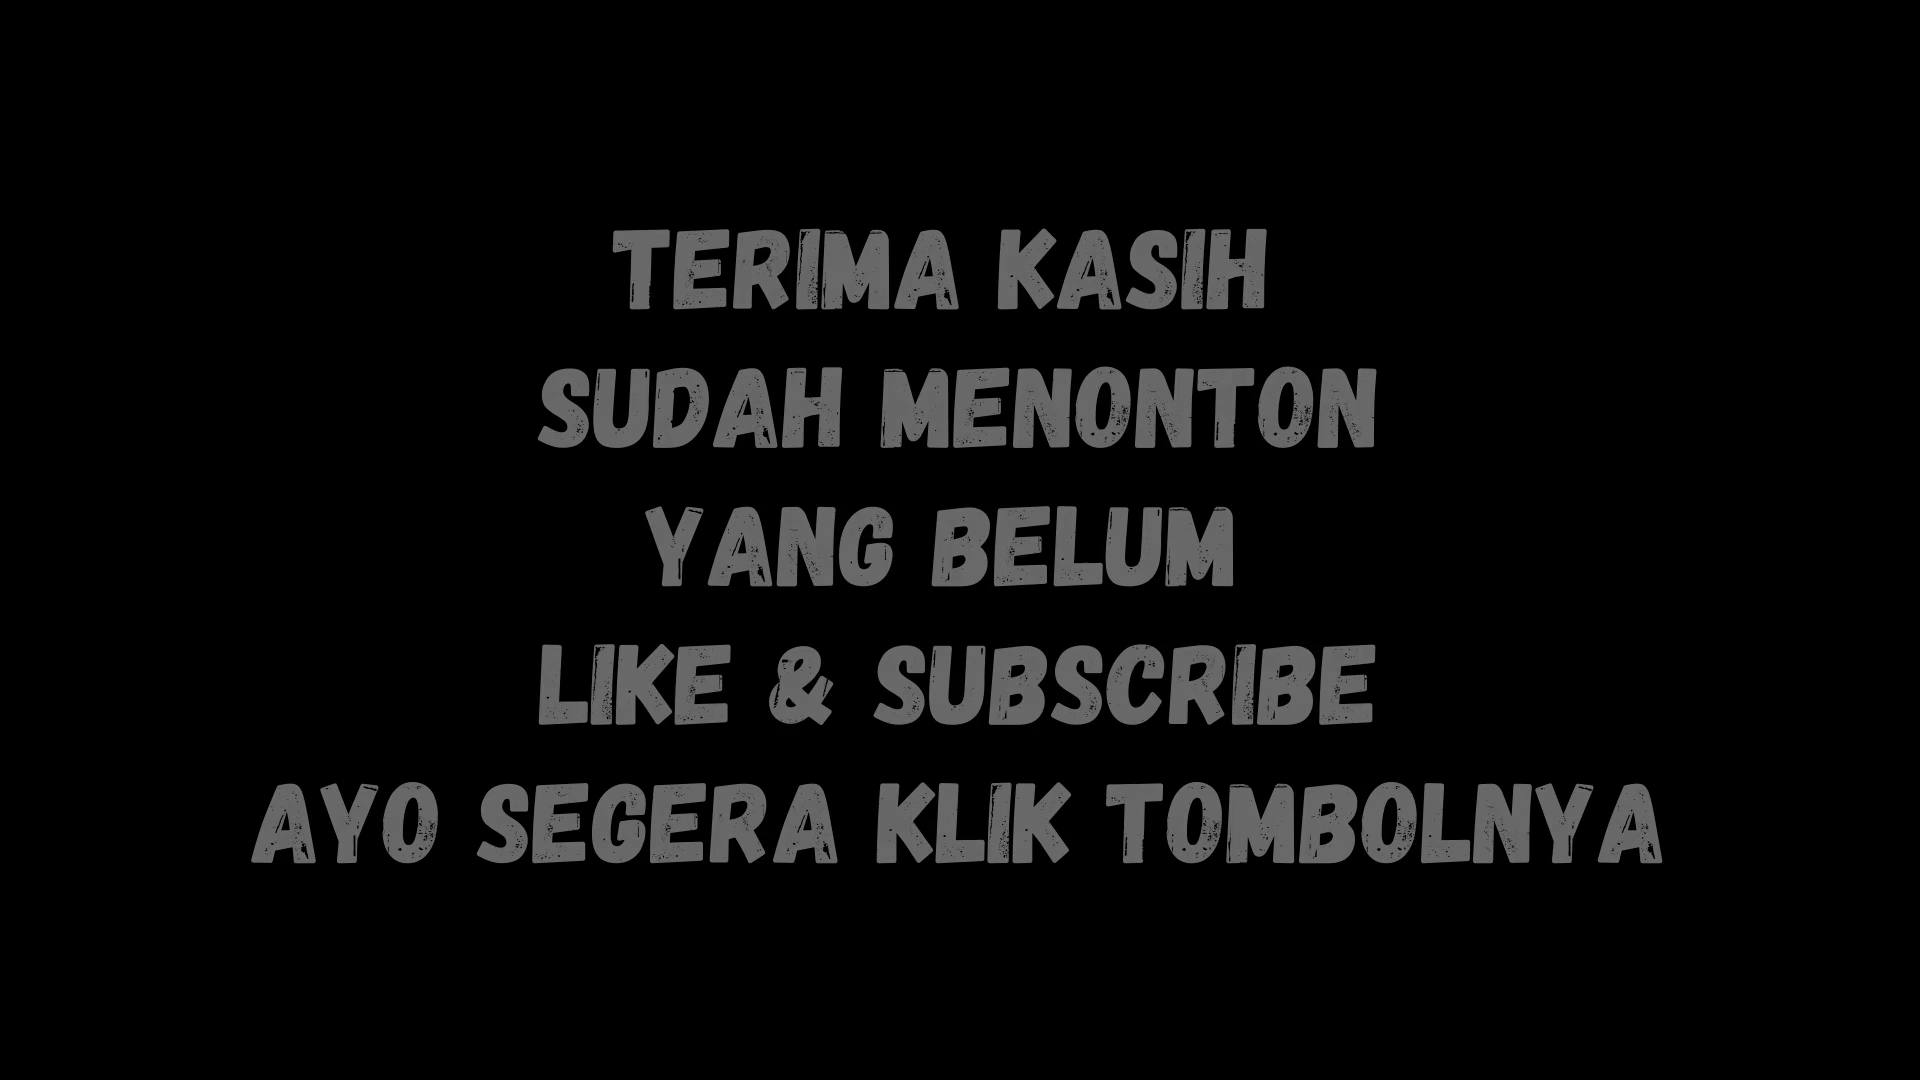 TERIMA KASIH
SUDAH MENONTON
YANG BELUM
LIKE & SUBSCRIBE
AYO SEGERA KLIK TOMBOLNYA